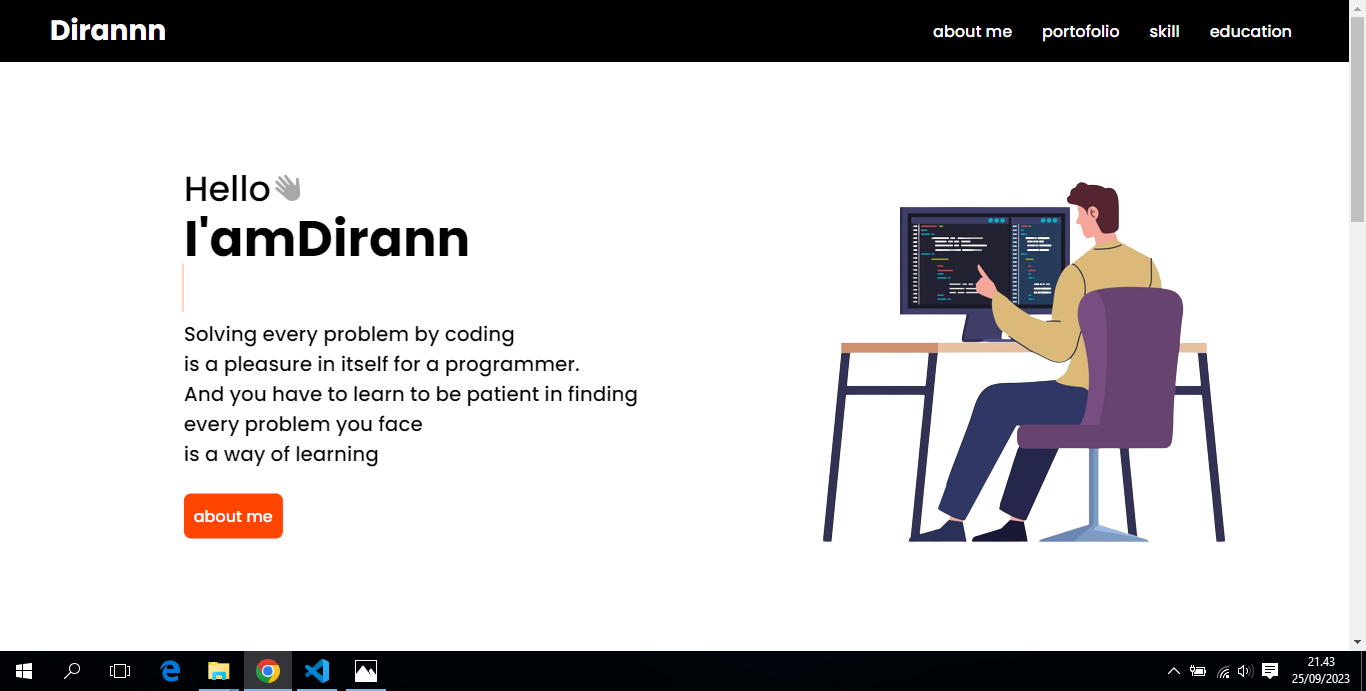 Dirannn
about me portofolio skill education
Hello
I'amDirann
Solving every problem by coding
is a pleasure in itself for a programmer.
And you have to learn to be patient in finding
every problem you face
is a way of learning
about me
21.43
25/09/2023